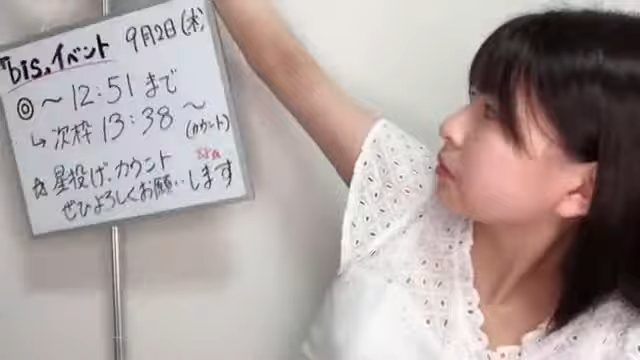 『bis』イベント 9月2日(木)
◎〜12:51まで
↳次枠 13:38〜
(カウント)
☆星投げ、カウント
ぜひよろしくお願いします